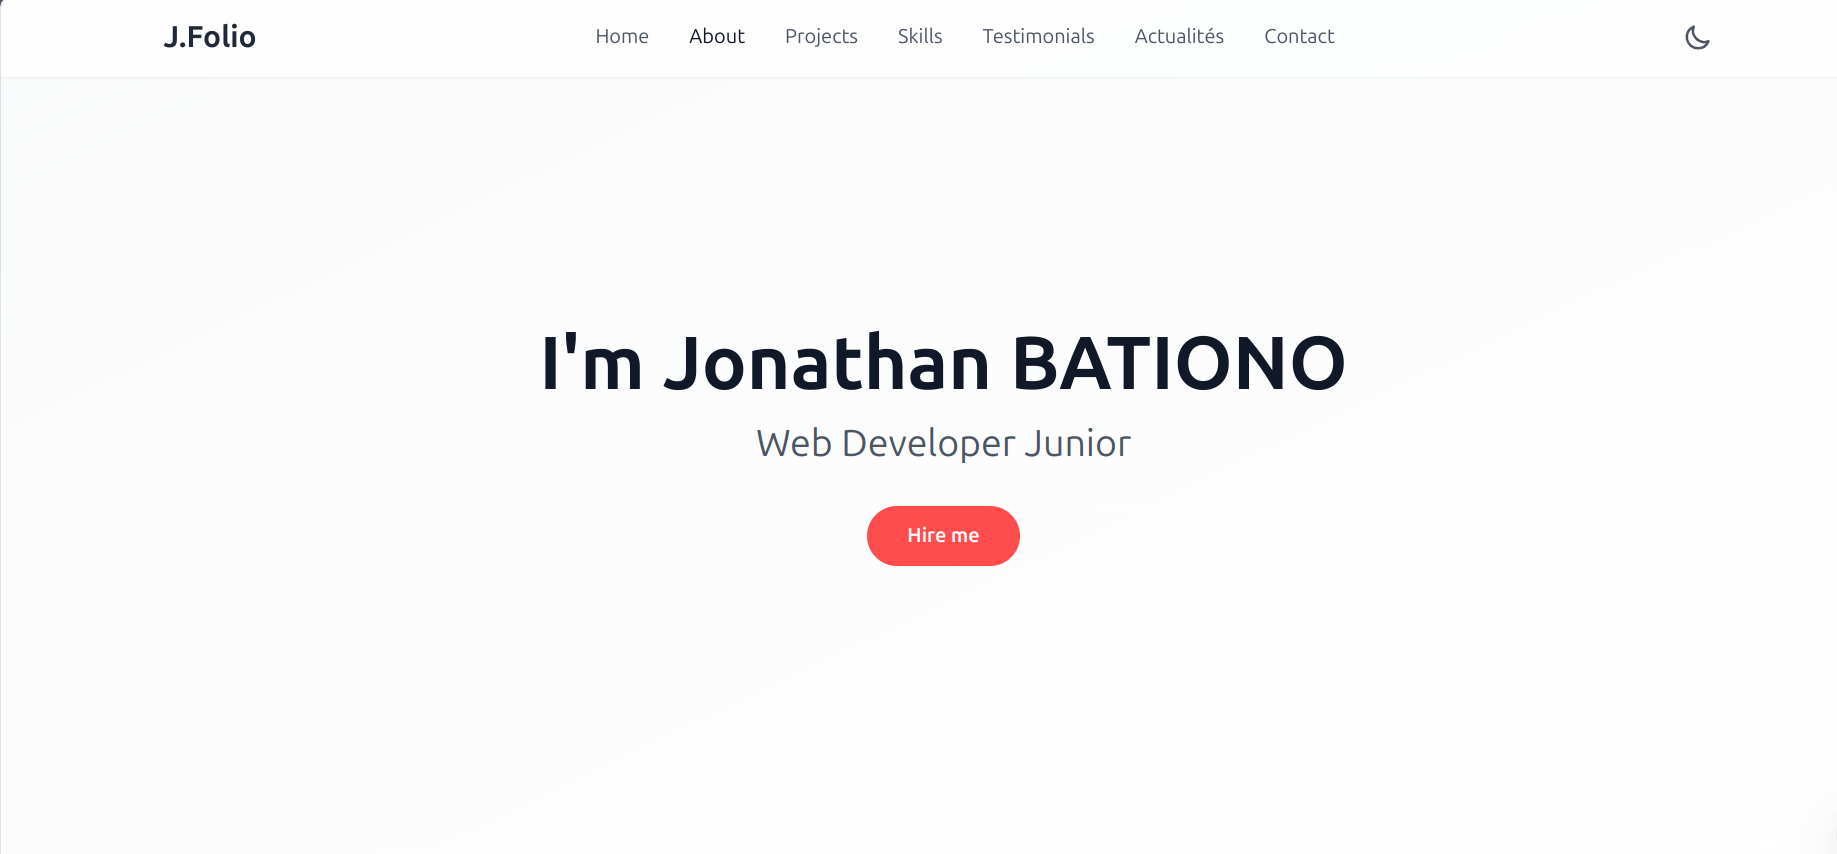 J.Folio
Home About Projects Skills Testimonials Actualités Contact
I'm Jonathan BATIONO
Web Developer Junior
Hire me